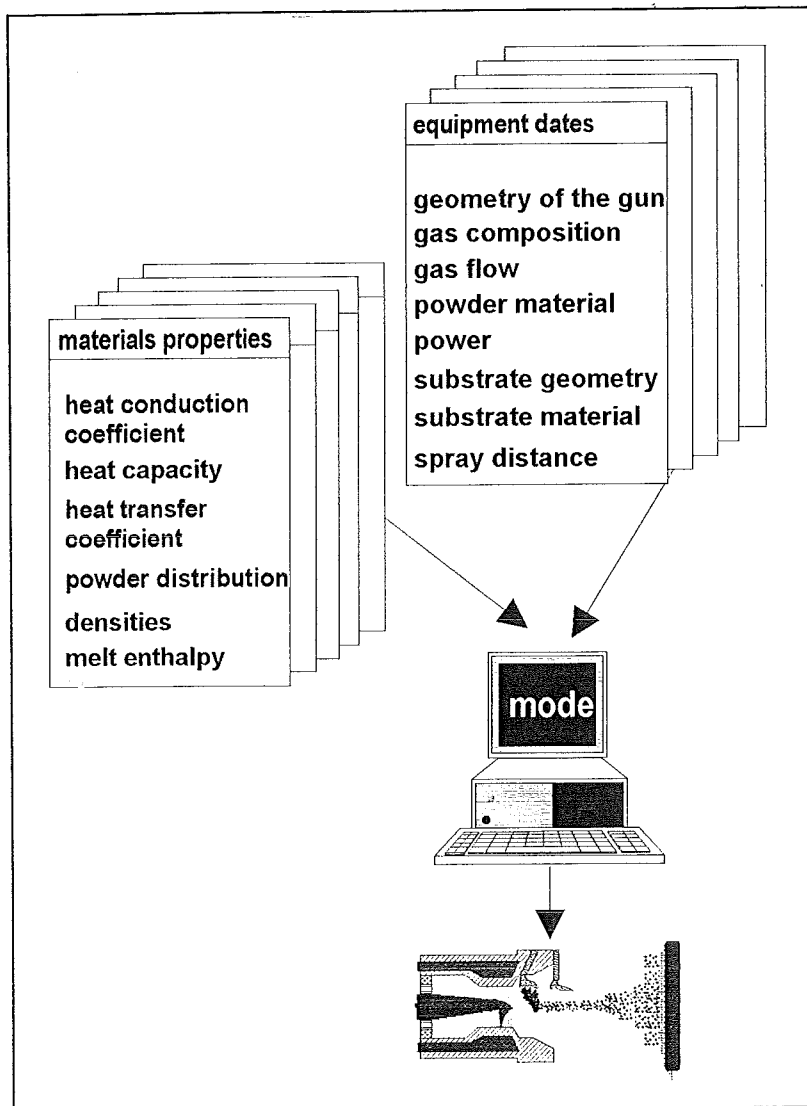 equipment dates
geometry of the gun
gas composition
gas flow
powder material
power
substrate geometry
substrate material
spray distance
materials properties
heat conduction
coefficient
heat capacity
heat transfer
coefficient
powder distribution
densities
melt enthalpy
mode